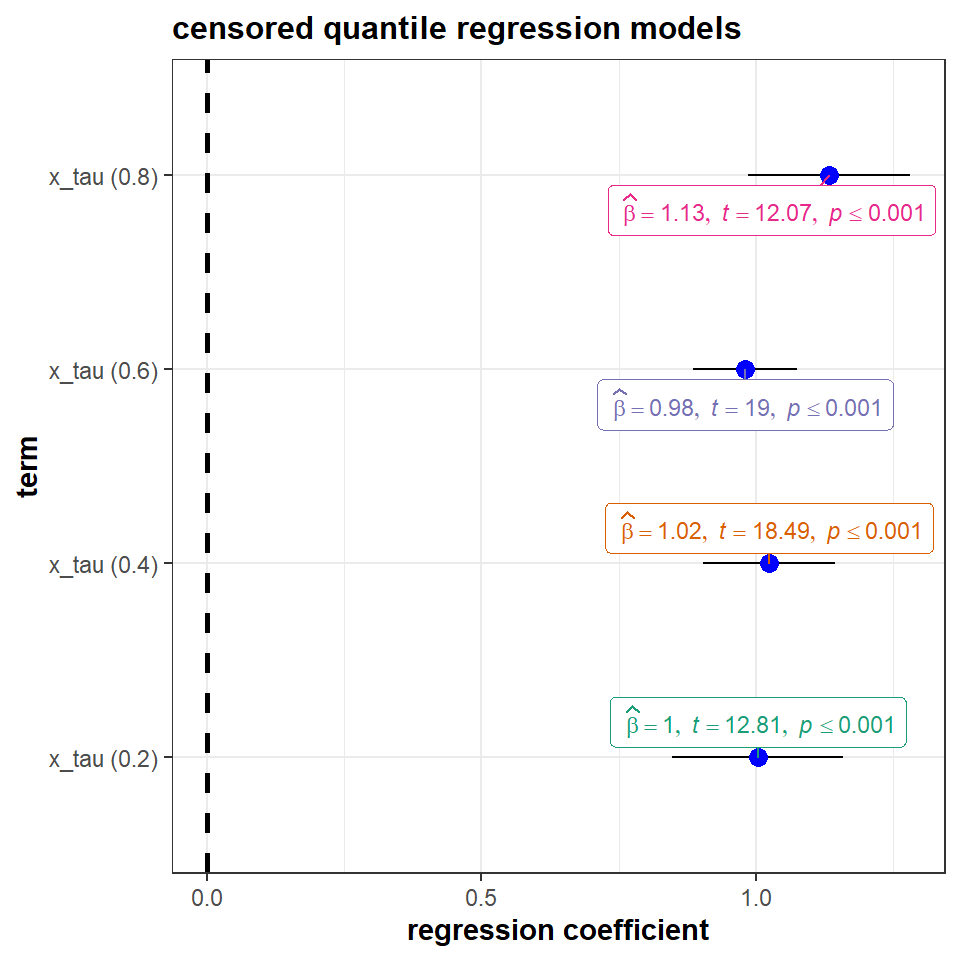 censored quantile regression models
x_tau (0.8)
β̂ = 1.13, t = 12.07, p ≤ 0.001
x_tau (0.6)
β̂ = 0.98, t = 19, p ≤ 0.001
term
β̂ = 1.02, t = 18.49, p ≤ 0.001
x_tau (0.4)
β̂ = 1, t = 12.81, p ≤ 0.001
x_tau (0.2)
0.0 0.5 1.0
regression coefficient